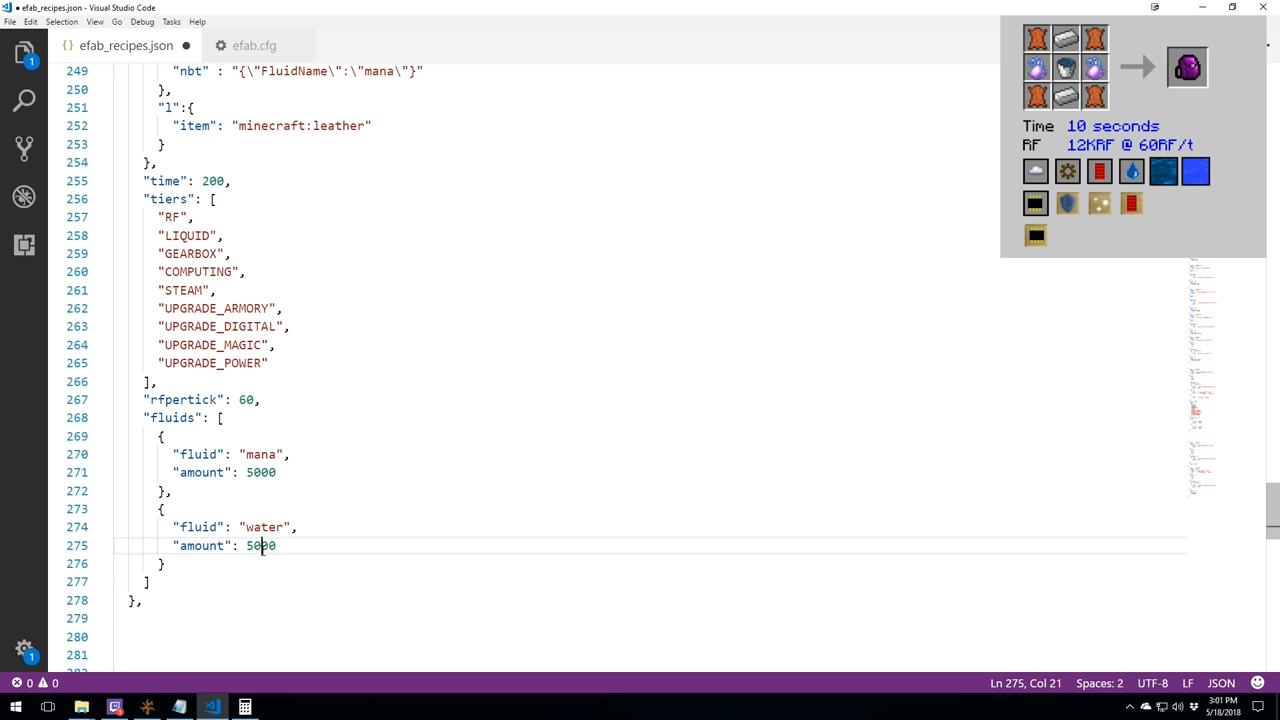 efab_recipes.json - Visual Studio Code
File Edit Selection View Go Debug Tasks Help
efab_recipes.json
efab.cfg
249 "nbt" : "{\"FluidName\":\"mana\"}"
250 },
251 "l":{
252 "item": "minecraft:leather"
253 }
254 },
255 "time": 200,
256 "tiers": [
257 "RF",
258 "LIQUID",
259 "GEARBOX",
260 "COMPUTING",
261 "STEAM",
262 "UPGRADE_ARMORY",
263 "UPGRADE_DIGITAL",
264 "UPGRADE_MAGIC",
265 "UPGRADE_POWER"
266 ],
267 "rfpertick": 60,
268 "fluids": [
269 {
270 "fluid": "mana",
271 "amount": 5000
272 },
273 {
274 "fluid": "water",
275 "amount": 5000
276 }
277 ]
278 },
279
280
281
Time 10 seconds
RF 12KRF @ 60RF/t
1
1
0 0
Ln 275, Col 21 Spaces: 2 UTF-8 LF JSON
3:01 PM
5/18/2018